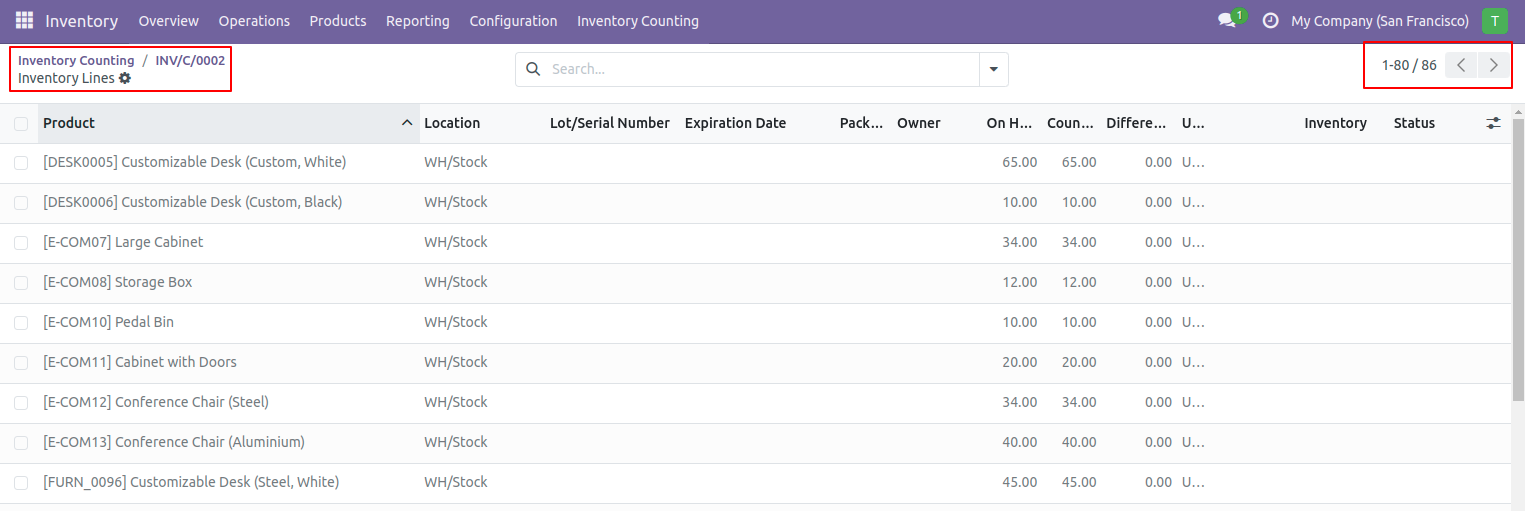 Inventory Overview Operations Products Reporting Configuration Inventory Counting 1 My Company (San Francisco) T
Inventory Counting / INV/C/0002
Inventory Lines
Search...
1-80 / 86
Product Location Lot/Serial Number Expiration Date Pack... Owner On H... Coun... Differe... U... Inventory Status
[DESK0005] Customizable Desk (Custom, White) WH/Stock 65.00 65.00 0.00 U...
[DESK0006] Customizable Desk (Custom, Black) WH/Stock 10.00 10.00 0.00 U...
[E-COM07] Large Cabinet WH/Stock 34.00 34.00 0.00 U...
[E-COM08] Storage Box WH/Stock 12.00 12.00 0.00 U...
[E-COM10] Pedal Bin WH/Stock 10.00 10.00 0.00 U...
[E-COM11] Cabinet with Doors WH/Stock 20.00 20.00 0.00 U...
[E-COM12] Conference Chair (Steel) WH/Stock 34.00 34.00 0.00 U...
[E-COM13] Conference Chair (Aluminium) WH/Stock 40.00 40.00 0.00 U...
[FURN_0096] Customizable Desk (Steel, White) WH/Stock 45.00 45.00 0.00 U...